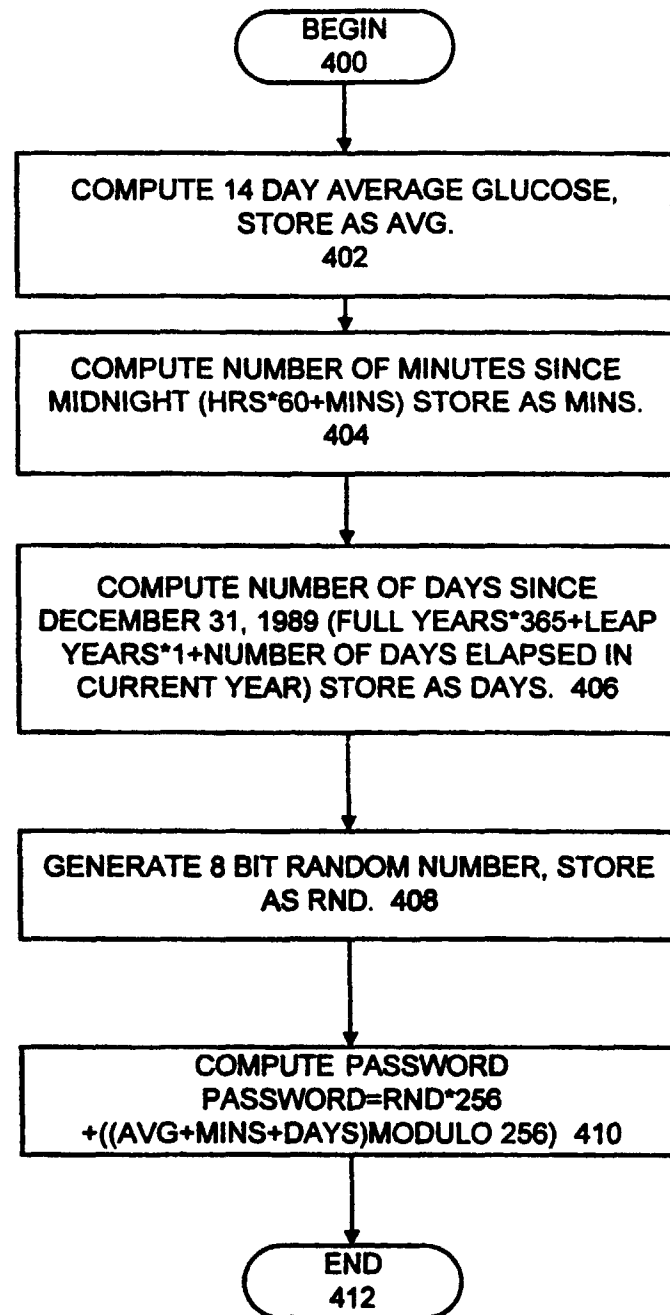 BEGIN
400
COMPUTE 14 DAY AVERAGE GLUCOSE,
STORE AS AVG.
402
COMPUTE NUMBER OF MINUTES SINCE
MIDNIGHT (HRS*60+MINS) STORE AS MINS.
404
COMPUTE NUMBER OF DAYS SINCE
DECEMBER 31, 1989 (FULL YEARS*365+LEAP
YEARS*1+NUMBER OF DAYS ELAPSED IN
CURRENT YEAR) STORE AS DAYS. 406
GENERATE 8 BIT RANDOM NUMBER, STORE
AS RND. 408
COMPUTE PASSWORD
PASSWORD=RND*256
+((AVG+MINS+DAYS)MODULO 256) 410
END
412